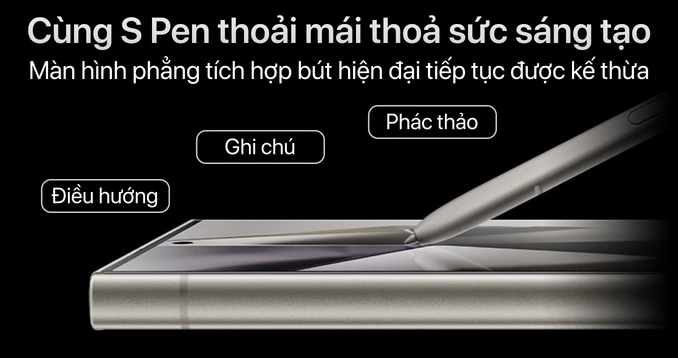 Cùng S Pen thoải mái thoả sức sáng tạo
Màn hình phẳng tích hợp bút hiện đại tiếp tục được kế thừa
Phác thảo
Ghi chú
Điều hướng